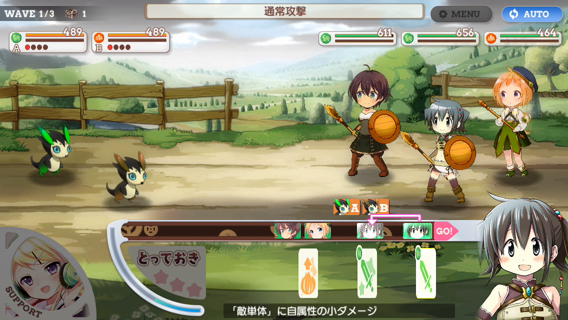 WAVE 1/3 1
通常攻撃
MENU
AUTO
489 489
A B
611 656 464
A B
GO!
とっておき
SUPPORT
「敵単体」に自属性の小ダメージ